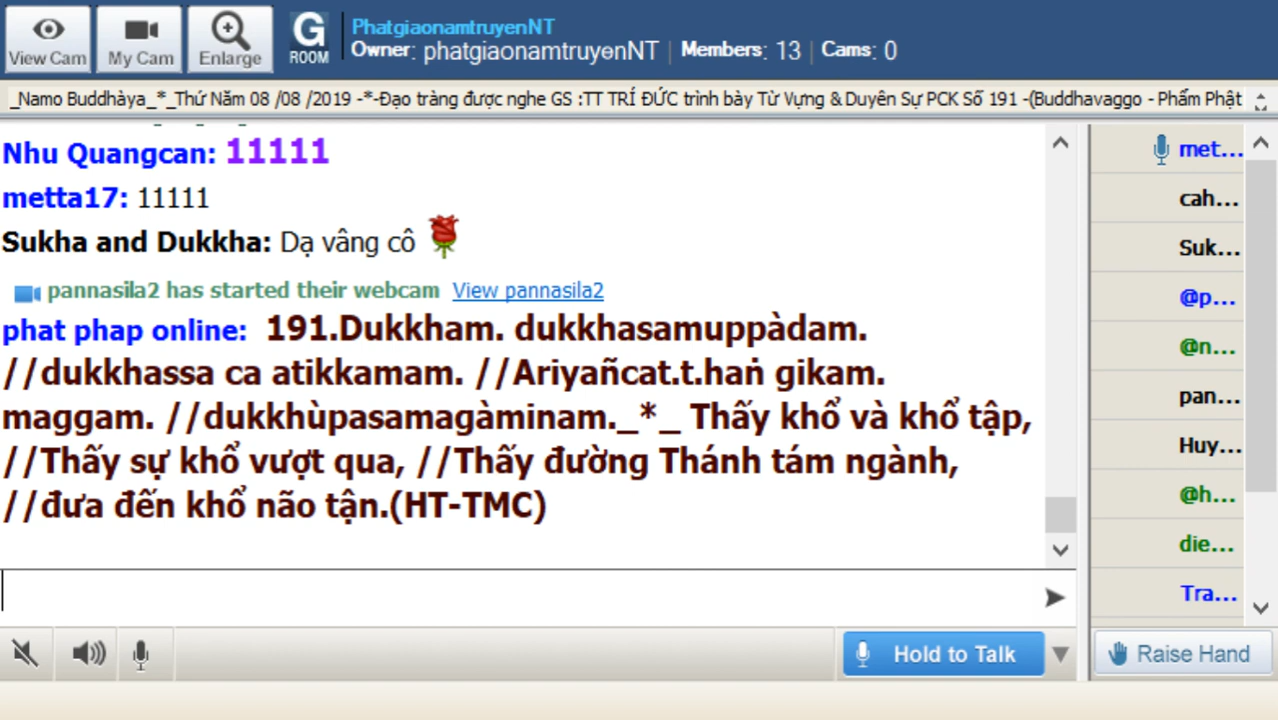 View Cam
My Cam
Enlarge
G ROOM
PhatgiaonamtruyenNT
Owner: phatgiaonamtruyenNT | Members: 13 | Cams: 0
_Namo Buddhàya_*_Thứ Năm 08 /08 /2019 -*-Đạo tràng được nghe GS :TT TRÍ ĐỨC trình bày Từ Vựng & Duyên Sự PCK Số 191 -(Buddhavaggo - Phẩm Phật
Nhu Quangcan: 11111
metta17: 11111
Sukha and Dukkha: Dạ vâng cô
pannasila2 has started their webcam View pannasila2
phat phap online: 191.Dukkham. dukkhasamuppàdam.
//dukkhassa ca atikkamam. //Ariyañcat.t.haṅ gikam.
maggam. //dukkhùpasamagàminam._*_ Thấy khổ và khổ tập,
//Thấy sự khổ vượt qua, //Thấy đường Thánh tám ngành,
//đưa đến khổ não tận.(HT-TMC)
met...
cah...
Suk...
@p...
@n...
pan...
Huy...
@h...
die...
Tra...
Hold to Talk
Raise Hand